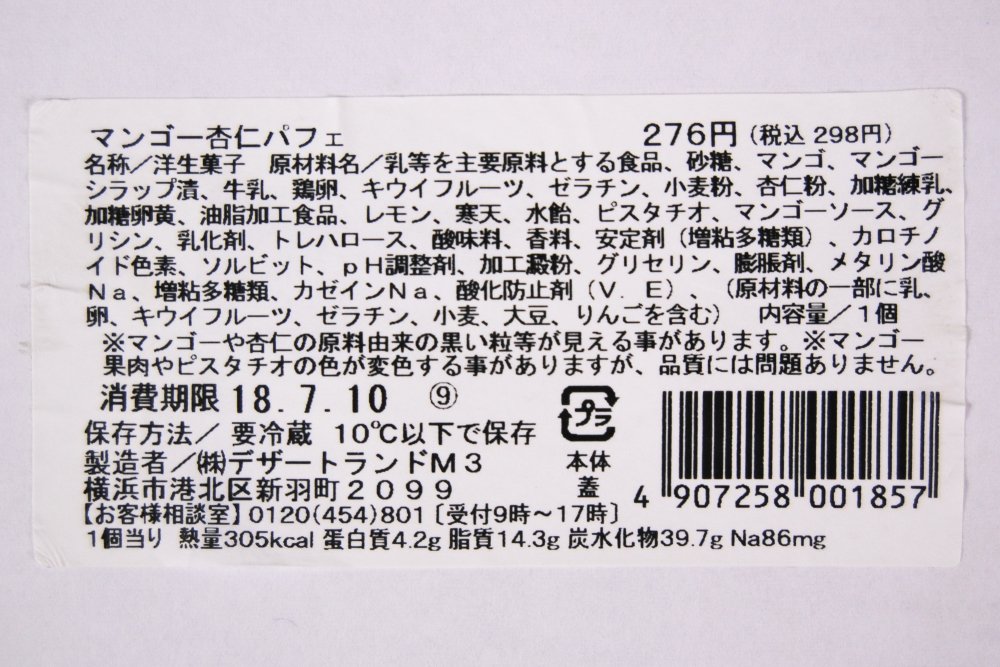 マンゴー杏仁パフェ 276円 (税込 298円)
名称／洋生菓子 原材料名／乳等を主要原料とする食品、砂糖、マンゴ、マンゴー
シラップ漬、牛乳、鶏卵、キウイフルーツ、ゼラチン、小麦粉、杏仁粉、加糖練乳、
加糖卵黄、油脂加工食品、レモン、寒天、水飴、ピスタチオ、マンゴーソース、グ
リシン、乳化剤、トレハロース、酸味料、香料、安定剤（増粘多糖類）、カロチノ
イド色素、ソルビット、ｐＨ調整剤、加工澱粉、グリセリン、膨脹剤、メタリン酸
Ｎａ、増粘多糖類、カゼインＮａ、酸化防止剤（Ｖ．Ｅ）、（原材料の一部に乳、
卵、キウイフルーツ、ゼラチン、小麦、大豆、りんごを含む） 内容量／１個
※マンゴーや杏仁の原料由来の黒い粒等が見える事があります。※マンゴー
果肉やピスタチオの色が変色する事がありますが、品質には問題ありません。
消費期限 18.7.10 ⑨
保存方法／ 要冷蔵 10℃以下で保存
製造者／㈱デザートランドＭ３
横浜市港北区新羽町２０９９
【お客様相談室】0120(454)801〔受付9時～17時〕
1個当り 熱量305kcal 蛋白質4.2g 脂質14.3g 炭水化物39.7g Na86mg
プラ
本体
蓋
4 907258 001857